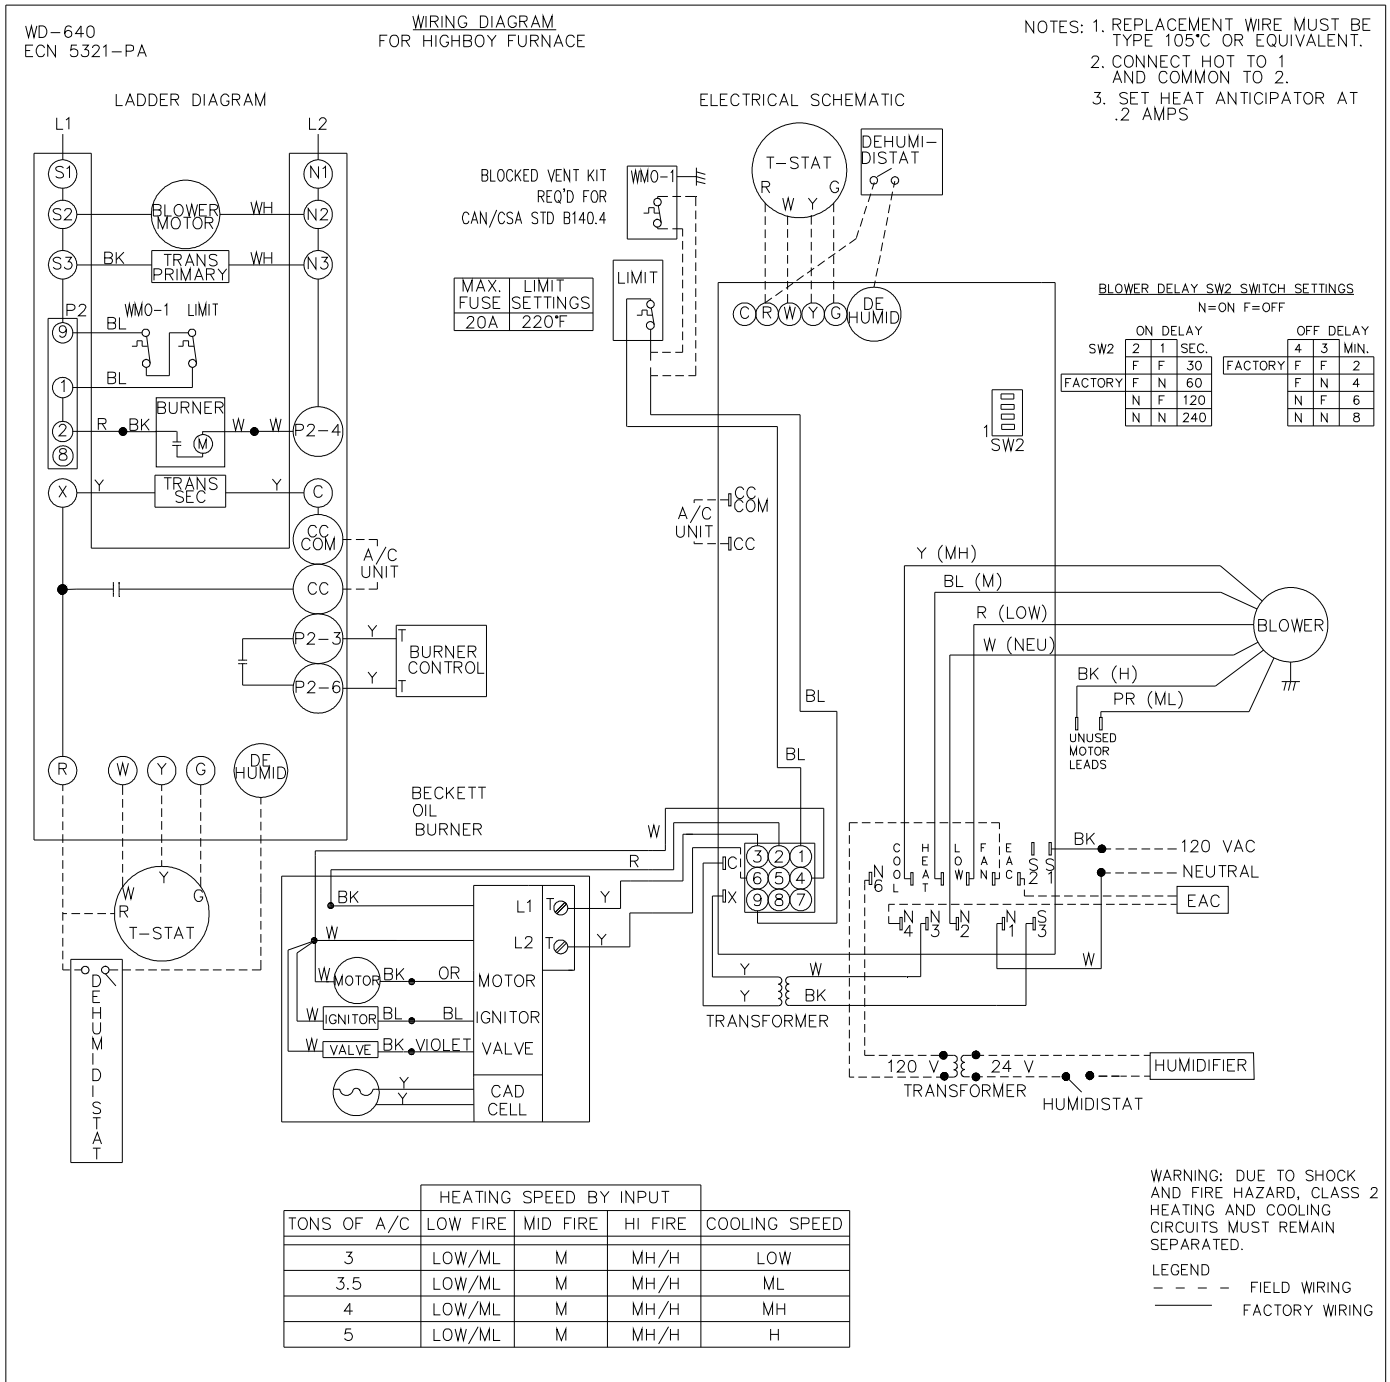 WD-640
ECN 5321-PA
WIRING DIAGRAM
FOR HIGHBOY FURNACE
NOTES: 1. REPLACEMENT WIRE MUST BE
TYPE 105°C OR EQUIVALENT.
2. CONNECT HOT TO 1
AND COMMON TO 2.
3. SET HEAT ANTICIPATOR AT
.2 AMPS
LADDER DIAGRAM
L1
L2
S1
N1
S2
BLOWER
MOTOR
WH
N2
S3
BK
TRANS
PRIMARY
WH
N3
P2
WMO-1
LIMIT
9
BL
1
BL
BURNER
2
R
BK
M
W
W
P2-4
8
X
Y
TRANS
SEC
Y
C
CC
COM
A/C
UNIT
CC
P2-3
Y
T
BURNER
CONTROL
P2-6
Y
T
R
W
Y
G
DE
HUMID
W
Y
G
R
T-STAT
DEHUMIDISTAT
ELECTRICAL SCHEMATIC
BLOCKED VENT KIT
REQ'D FOR
CAN/CSA STD B140.4
WMO-1
T-STAT
R
W
Y
G
DEHUMI-
DISTAT
LIMIT
MAX.
FUSE
LIMIT
SETTINGS
20A
220°F
C
R
W
Y
G
DE
HUMID
BLOWER DELAY SW2 SWITCH SETTINGS
N=ON F=OFF
ON DELAY
OFF DELAY
SW2
2 1 SEC.
4 3 MIN.
F F 30
FACTORY F F 2
FACTORY F N 60
F N 4
N F 120
N F 6
N N 240
N N 8
1
SW2
CC
COM
A/C
UNIT
CC
Y (MH)
BL (M)
R (LOW)
W (NEU)
BLOWER
BK (H)
PR (ML)
UNUSED
MOTOR
LEADS
BL
BL
BECKETT
OIL
BURNER
W
R
3 2 1
6 5 4
9 8 7
C
X
COOL
HEAT
LOW
FAN
EAC
S2
S1
N6
N4
N3
N2
N1
S3
BK
120 VAC
NEUTRAL
EAC
W
BK
W
L1
T
Y
L2
T
Y
W
MOTOR
BK
OR
MOTOR
W
IGNITOR
BL
BL
IGNITOR
W
VALVE
BK
VIOLET
VALVE
Y
Y
CAD
CELL
Y
W
Y
BK
TRANSFORMER
120 V
24 V
TRANSFORMER
HUMIDISTAT
HUMIDIFIER
HEATING SPEED BY INPUT
TONS OF A/C LOW FIRE MID FIRE HI FIRE COOLING SPEED
3 LOW/ML M MH/H LOW
3.5 LOW/ML M MH/H ML
4 LOW/ML M MH/H MH
5 LOW/ML M MH/H H
WARNING: DUE TO SHOCK
AND FIRE HAZARD, CLASS 2
HEATING AND COOLING
CIRCUITS MUST REMAIN
SEPARATED.
LEGEND
FIELD WIRING
FACTORY WIRING